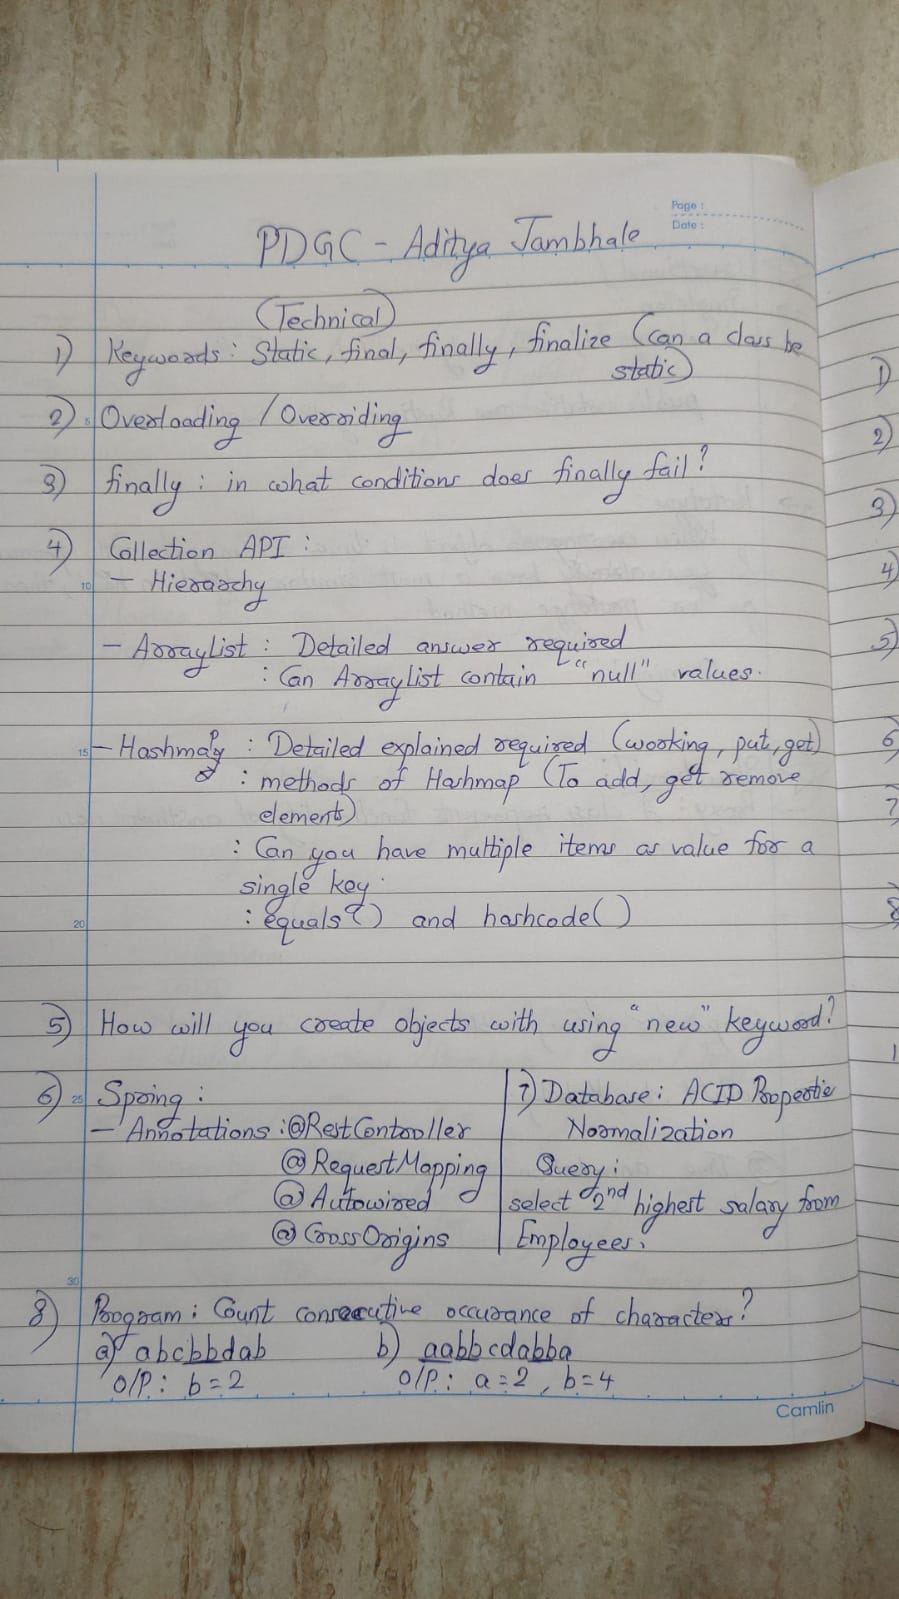 Page :
Date :
PDGC - Aditya Jambhale
(Technical)
1) Keywords : Static, final, finally, finalize (can a class be
static)
2) Overloading / Overriding
3) finally : in what conditions does finally fail?
4) Collection API :
10 - Hierarchy
- Arraylist : Detailed answer required
: Can Arraylist contain "null" values.
15 - Hashmap : Detailed explained required (working, put, get)
: methods of Hashmap (To add, get remove
elements)
: Can you have multiple items as value for a
single key.
20 : equals() and hashcode()
5) How will you create objects with using "new" keyword?
6) 25 Spring :
- Annotations : @RestController
@RequestMapping
@Autowired
@CrossOrigins
7) Database : ACID Propertie
Normalization
Query :
select 2nd highest salary from
Employees.
30
8) Program : Count consecutive occurance of character?
a) abcbbdab b) aabbcdabba
O/P : b=2 O/P : a=2, b=4
Camlin
1)
2)
3)
4)
5)
6
7
8
1